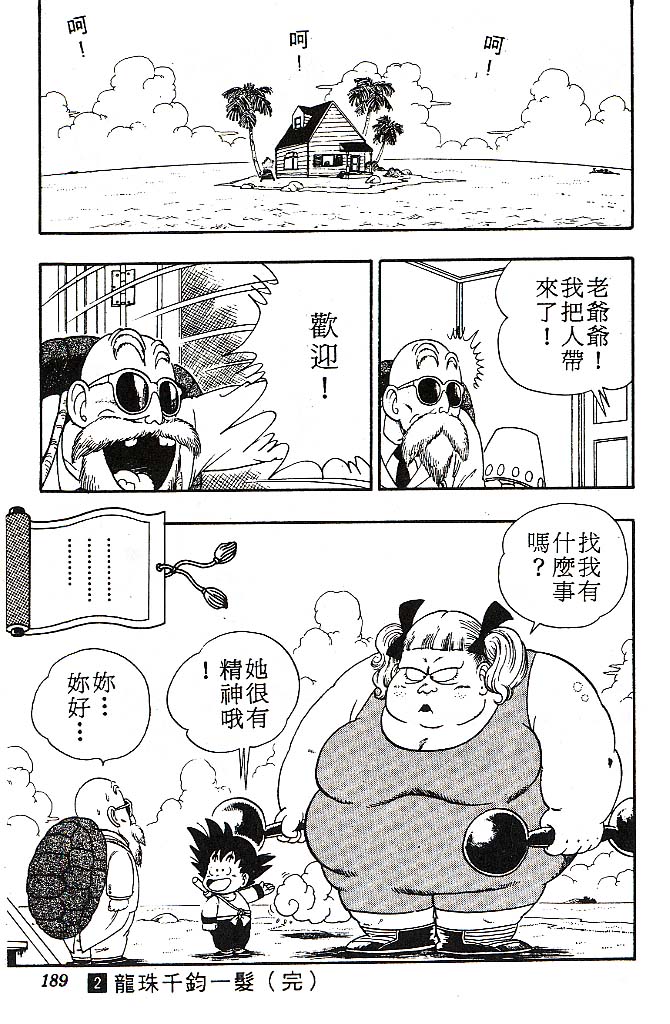 呵！
呵！
呵！
老爺爺！
我把人帶
來了！
歡迎！
找我有
什麼事
嗎？
她很有
精神哦
！
妳…
妳好…
………
………
………
189 2 龍珠千鈞一髮（完）